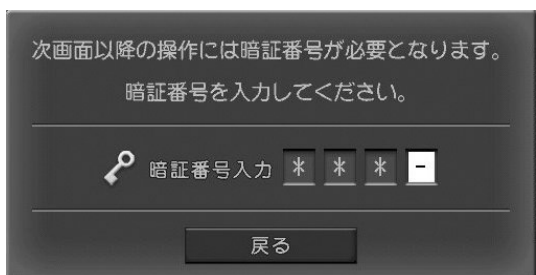 次画面以降の操作には暗証番号が必要となります。
暗証番号を入力してください。
暗証番号入力 * * * -
戻る